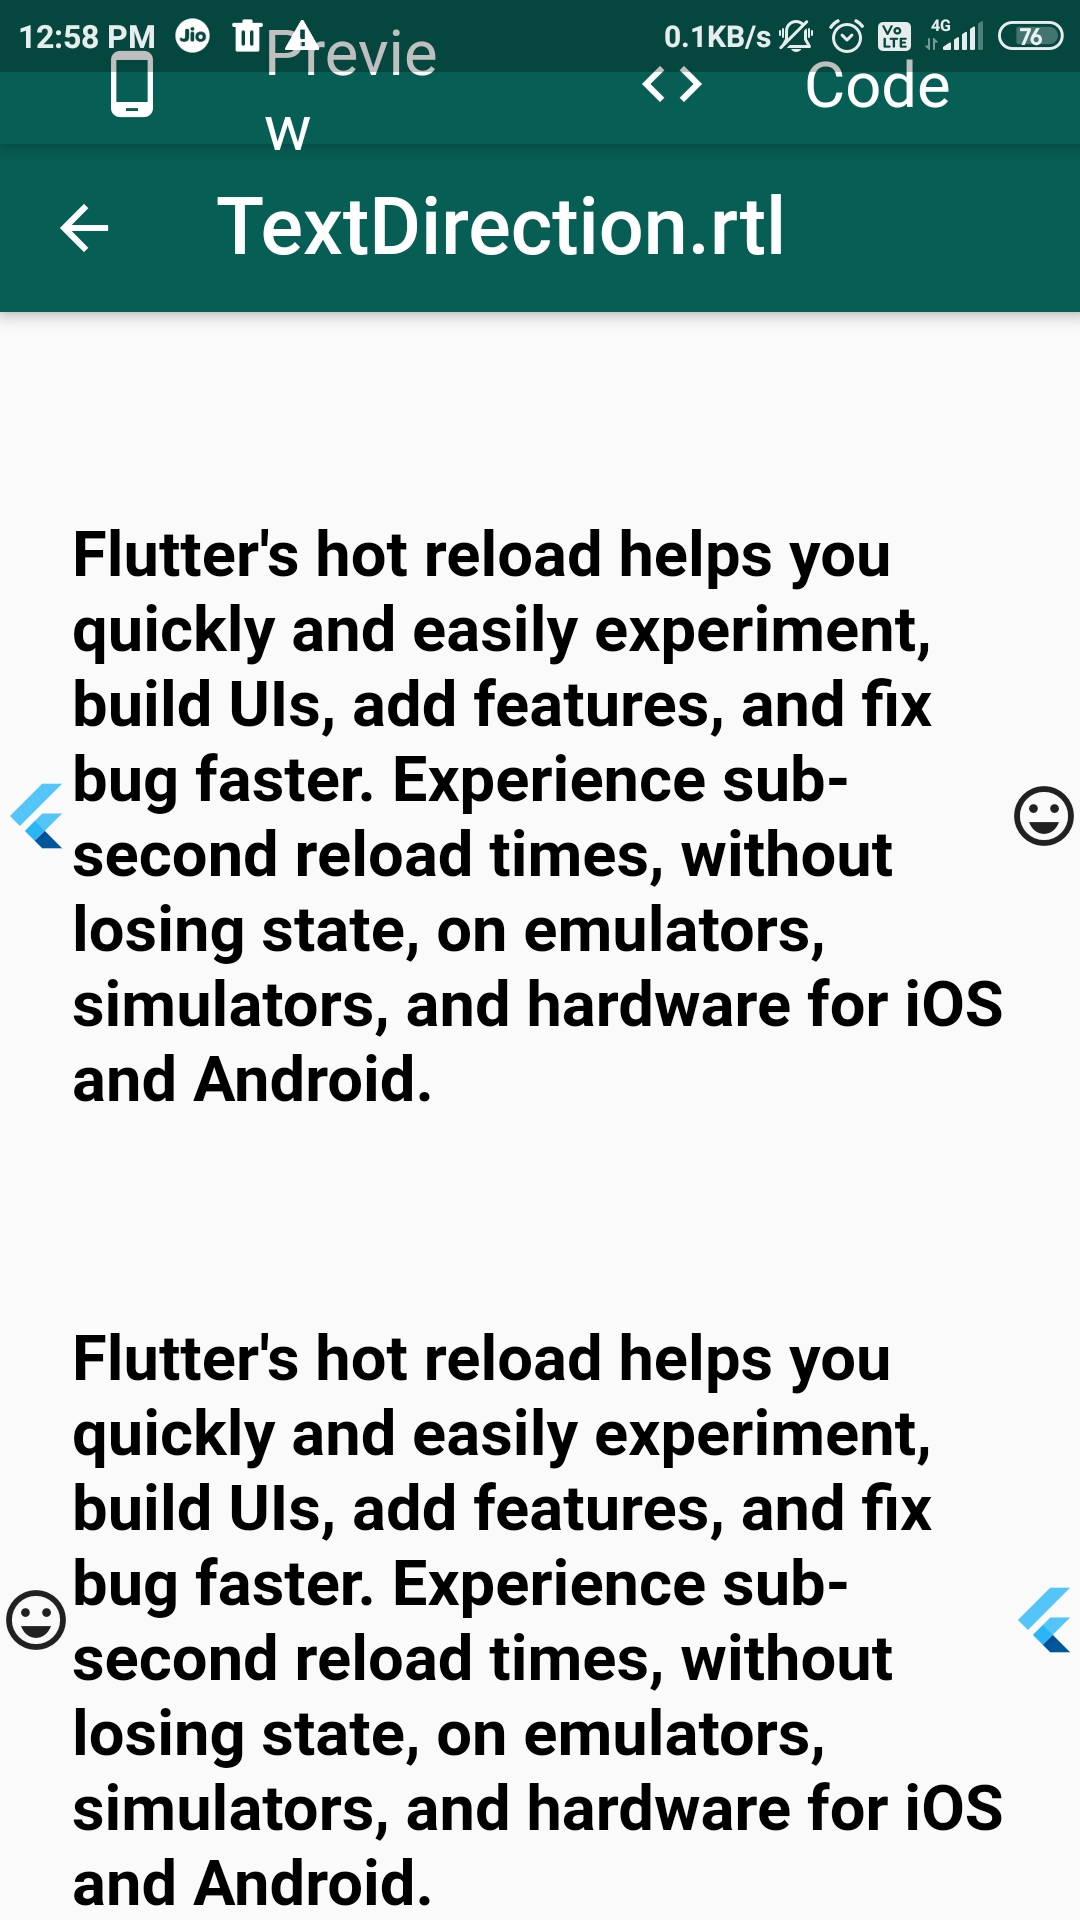 12:58 PM Jio 0.1KB/s Vo LTE 4G 76
Previe
w
Code
TextDirection.rtl
Flutter's hot reload helps you
quickly and easily experiment,
build UIs, add features, and fix
bug faster. Experience sub-
second reload times, without
losing state, on emulators,
simulators, and hardware for iOS
and Android.
Flutter's hot reload helps you
quickly and easily experiment,
build UIs, add features, and fix
bug faster. Experience sub-
second reload times, without
losing state, on emulators,
simulators, and hardware for iOS
and Android.